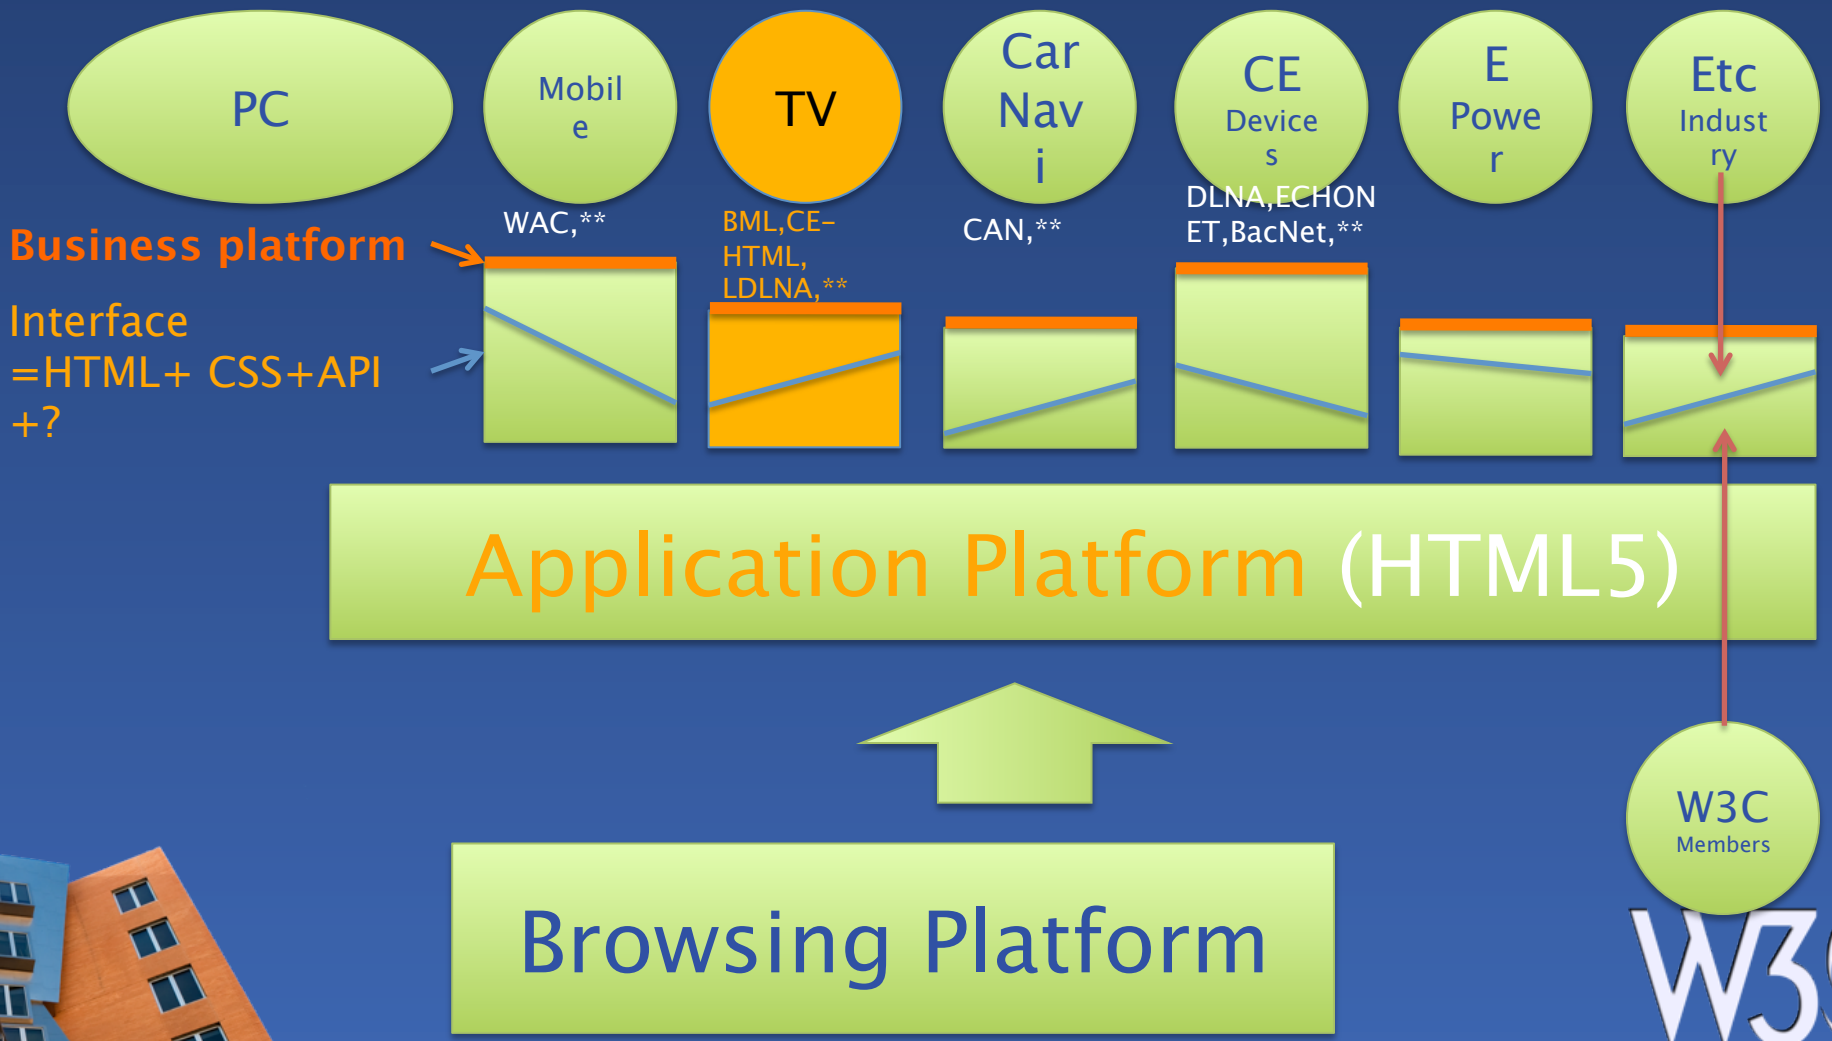 PC
Mobil
e
TV
Car
Nav
i
CE
Device
s
E
Powe
r
Etc
Indust
ry
WAC,**
BML,CE-
HTML,
LDLNA,**
CAN,**
DLNA,ECHON
ET,BacNet,**
Business platform
Interface
=HTML+ CSS+API
+?
Application Platform (HTML5)
W3C
Members
Browsing Platform
W3C